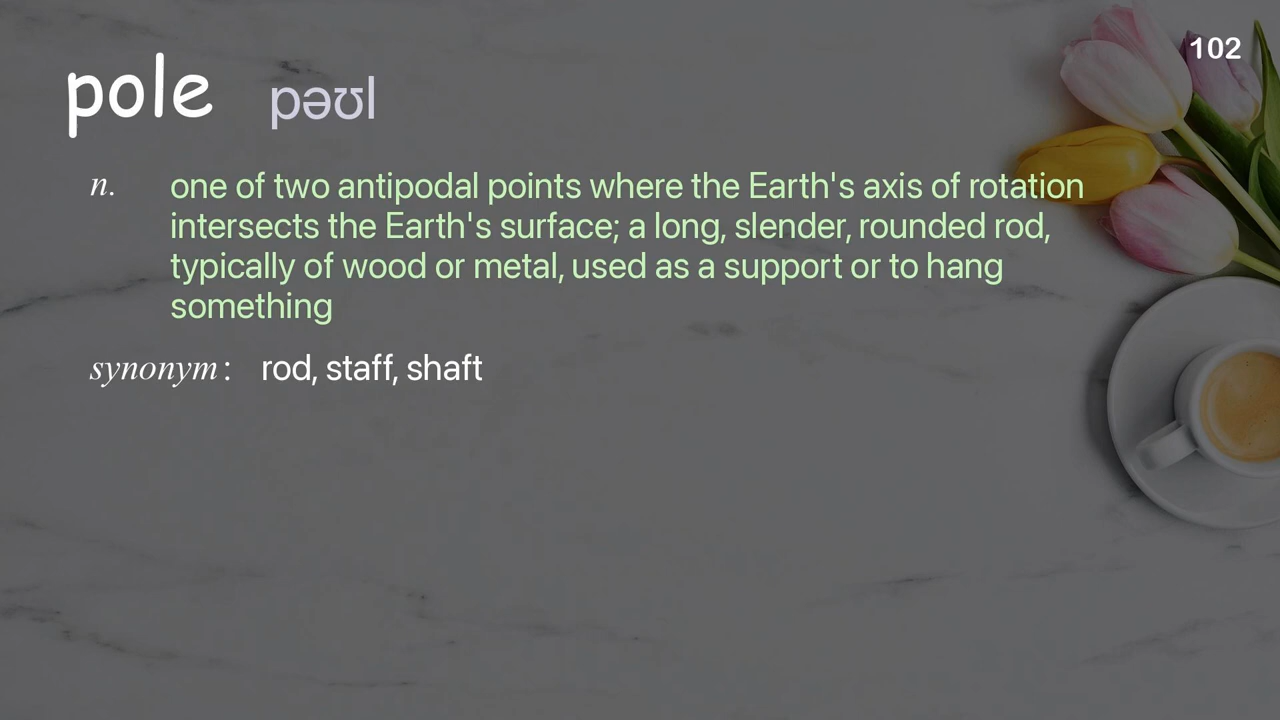 102
pole pəʊl
n. one of two antipodal points where the Earth's axis of rotation
intersects the Earth's surface; a long, slender, rounded rod,
typically of wood or metal, used as a support or to hang
something
synonym: rod, staff, shaft